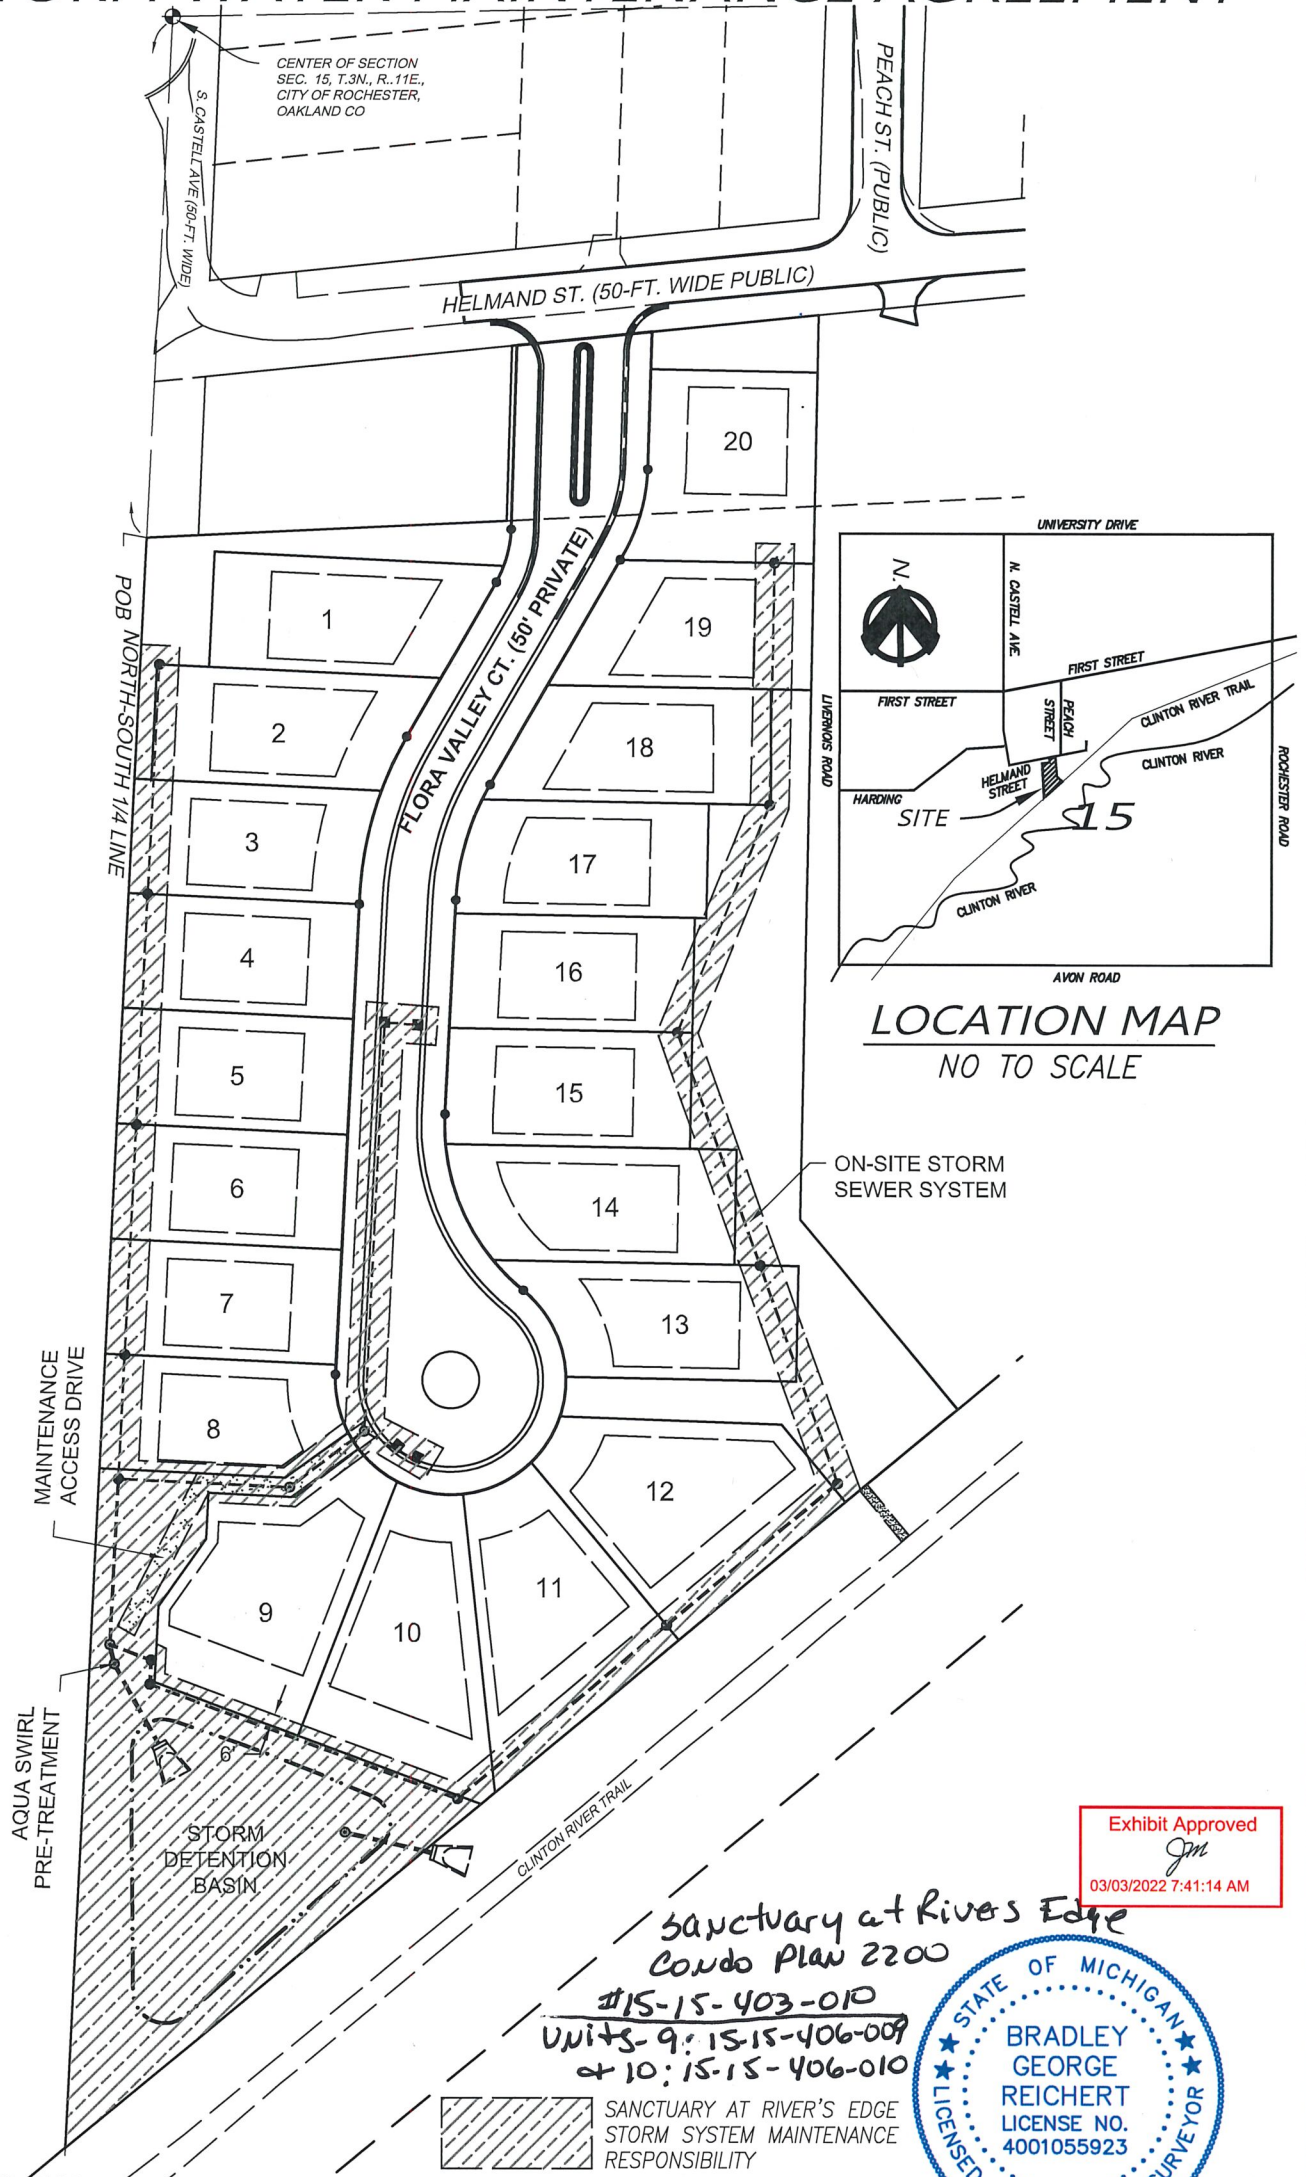 WATER MAINTENANCE AGREEMENT
CENTER OF SECTION
SEC. 15, T.3N., R..11E.,
CITY OF ROCHESTER,
OAKLAND CO
S. CASTELL AVE (50-FT. WIDE)
PEACH ST. (PUBLIC)
HELMAND ST. (50-FT. WIDE PUBLIC)
20
FLORA VALLEY CT. (50' PRIVATE)
POB
NORTH-SOUTH 1/4 LINE
1
2
3
4
5
6
7
8
9
10
11
12
13
14
15
16
17
18
19
UNIVERSITY DRIVE
N.
N. CASTELL AVE.
FIRST STREET
FIRST STREET
PEACH
STREET
CLINTON RIVER TRAIL
CLINTON RIVER
HELMAND
STREET
HARDING
SITE
15
CLINTON RIVER
LIVERNOIS ROAD
ROCHESTER ROAD
AVON ROAD
LOCATION MAP
NO TO SCALE
ON-SITE STORM
SEWER SYSTEM
MAINTENANCE
ACCESS DRIVE
AQUA SWIRL
PRE-TREATMENT
6'
STORM
DETENTION
BASIN
CLINTON RIVER TRAIL
Exhibit Approved
Jm
03/03/2022 7:41:14 AM
Sanctuary at Rivers Edge
Condo Plan 2200
#15-15-403-010
Units-9: 15-15-406-009
+ 10: 15-15-406-010
SANCTUARY AT RIVER'S EDGE
STORM SYSTEM MAINTENANCE
RESPONSIBILITY
STATE OF MICHIGAN
BRADLEY
GEORGE
REICHERT
LICENSE NO.
4001055923
LICENSED
SURVEYOR